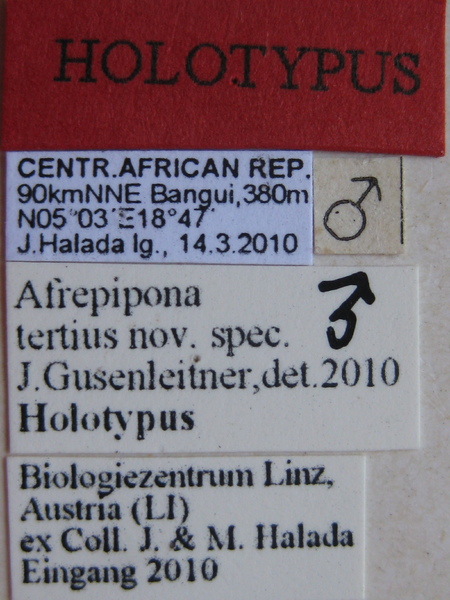 HOLOTYPUS
CENTR.AFRICAN REP.
90kmNNE Bangui,380m
N05°03'E18°47'
J.Halada lg., 14.3.2010
♂
Afrepipona ♂
tertius nov. spec.
J.Gusenleitner,det.2010
Holotypus
Biologiezentrum Linz,
Austria (LI)
ex Coll. J. & M. Halada
Eingang 2010